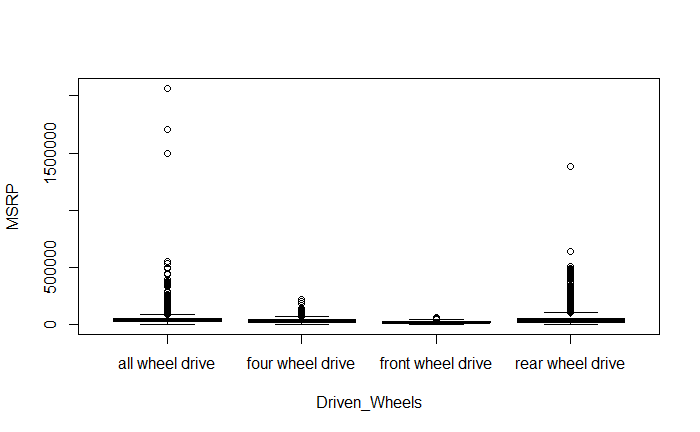 MSRP
1500000
500000
0
all wheel drive
four wheel drive
front wheel drive
rear wheel drive
Driven_Wheels